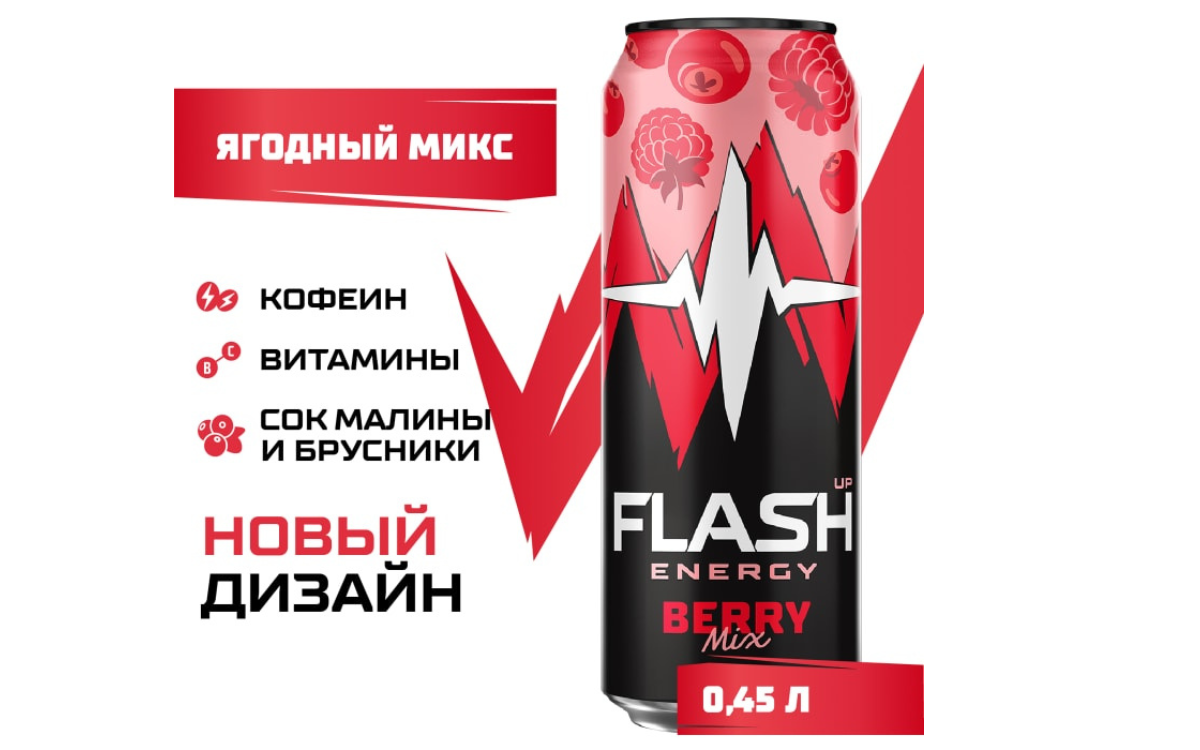 ЯГОДНЫЙ МИКС
КОФЕИН
B C
ВИТАМИНЫ
СОК МАЛИНЫ
И БРУСНИКИ
НОВЫЙ
ДИЗАЙН
UP
FLASH
ENERGY
BERRY
Mix
0,45 Л